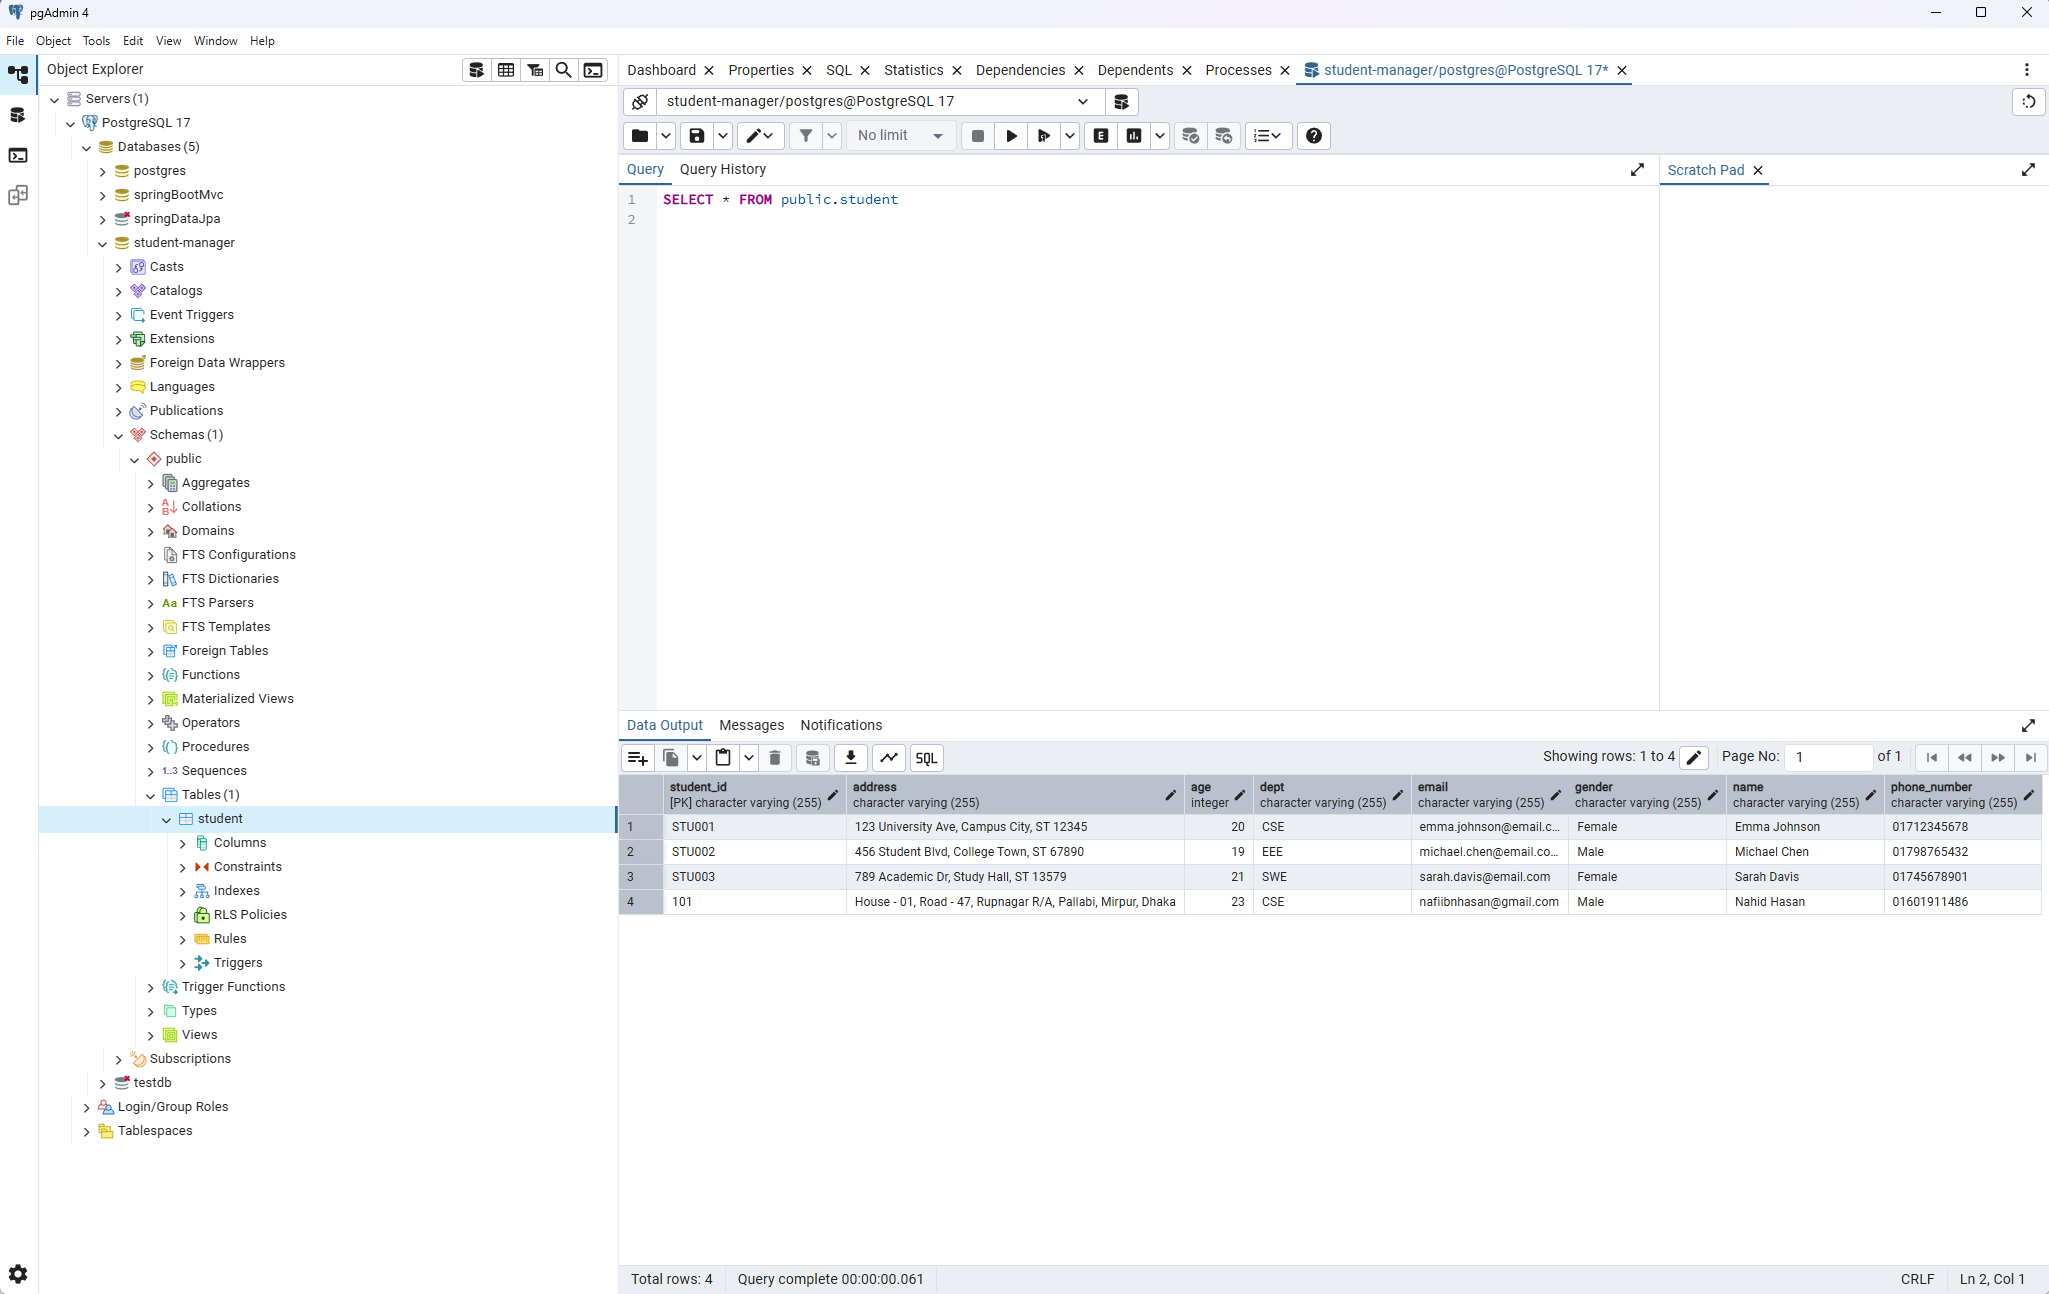 pgAdmin 4
File Object Tools Edit View Window Help
Object Explorer
Servers (1)
PostgreSQL 17
Databases (5)
postgres
springBootMvc
springDataJpa
student-manager
Casts
Catalogs
Event Triggers
Extensions
Foreign Data Wrappers
Languages
Publications
Schemas (1)
public
Aggregates
Collations
Domains
FTS Configurations
FTS Dictionaries
Aa FTS Parsers
FTS Templates
Foreign Tables
Functions
Materialized Views
Operators
Procedures
1..3 Sequences
Tables (1)
student
Columns
Constraints
Indexes
RLS Policies
Rules
Triggers
Trigger Functions
Types
Views
Subscriptions
testdb
Login/Group Roles
Tablespaces
Dashboard Properties SQL Statistics Dependencies Dependents Processes student-manager/postgres@PostgreSQL 17*
student-manager/postgres@PostgreSQL 17
No limit E
Query Query History
1 SELECT * FROM public.student
2
Scratch Pad
Data Output Messages Notifications
SQL Showing rows: 1 to 4 Page No: 1 of 1
student_id address age dept email gender name phone_number
[PK] character varying (255) character varying (255) integer character varying (255) character varying (255) character varying (255) character varying (255) character varying (255)
1 STU001 123 University Ave, Campus City, ST 12345 20 CSE emma.johnson@email.c... Female Emma Johnson 01712345678
2 STU002 456 Student Blvd, College Town, ST 67890 19 EEE michael.chen@email.co... Male Michael Chen 01798765432
3 STU003 789 Academic Dr, Study Hall, ST 13579 21 SWE sarah.davis@email.com Female Sarah Davis 01745678901
4 101 House - 01, Road - 47, Rupnagar R/A, Pallabi, Mirpur, Dhaka 23 CSE nafiibnhasan@gmail.com Male Nahid Hasan 01601911486
Total rows: 4 Query complete 00:00:00.061 CRLF Ln 2, Col 1